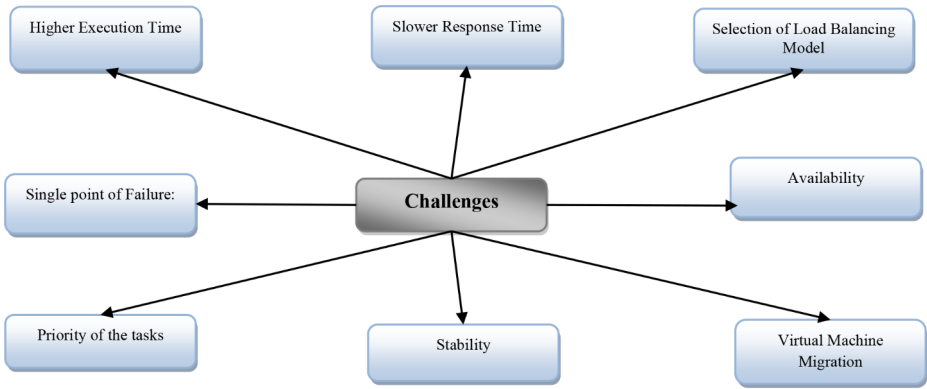 Higher Execution Time
Slower Response Time
Selection of Load Balancing
Model
Single point of Failure:
Challenges
Availability
Priority of the tasks
Stability
Virtual Machine
Migration